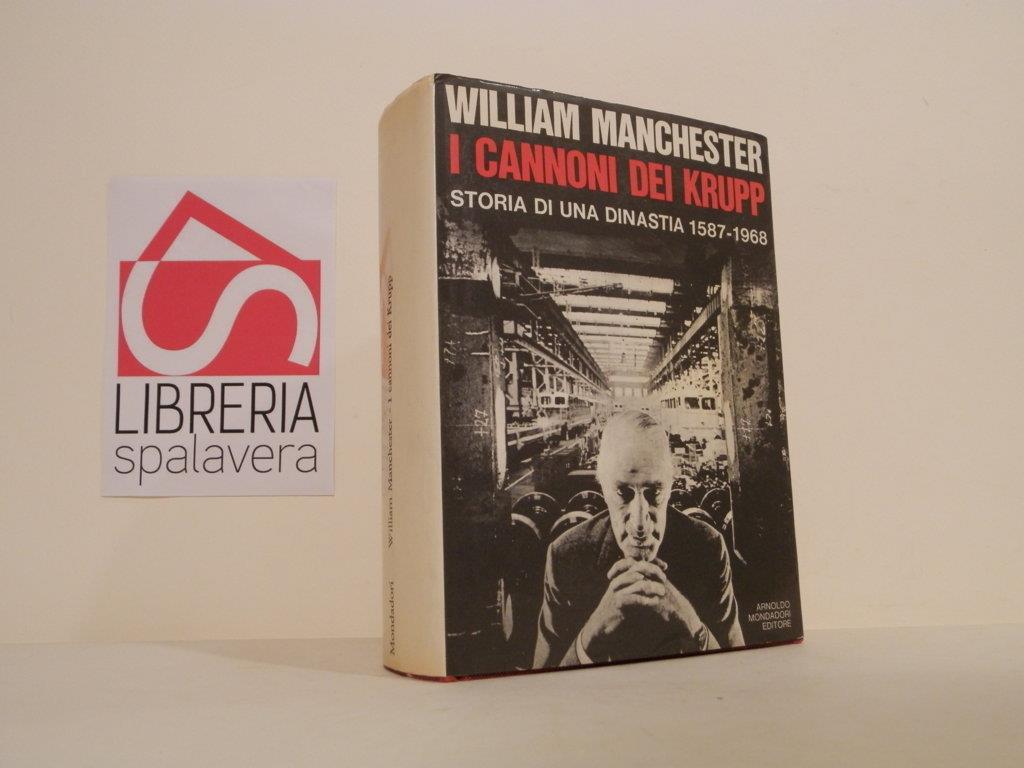 LIBRERIA
spalavera
Mondadori William Manchester - I cannoni dei Krupp
WILLIAM MANCHESTER
I CANNONI DEI KRUPP
STORIA DI UNA DINASTIA 1587-1968
ARNOLDO
MONDADORI
EDITORE